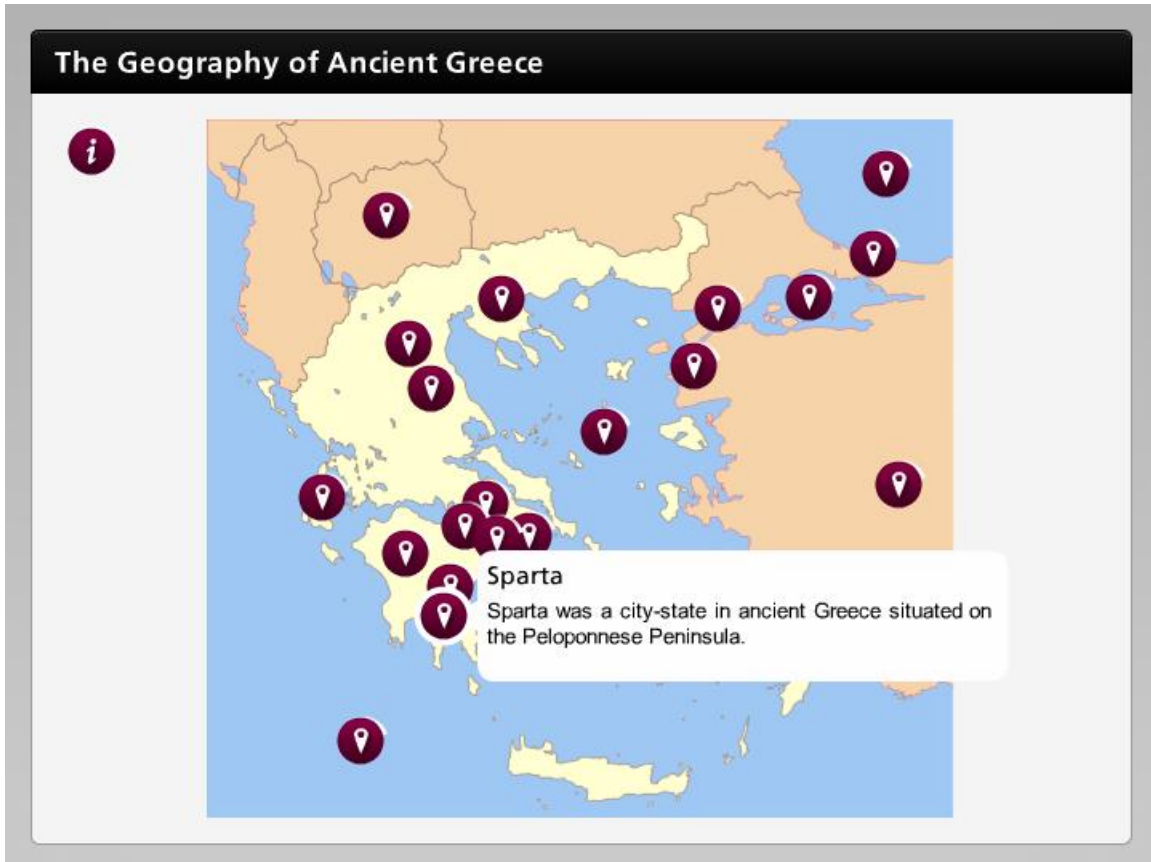 The Geography of Ancient Greece
i
Sparta
Sparta was a city-state in ancient Greece situated on
the Peloponnese Peninsula.